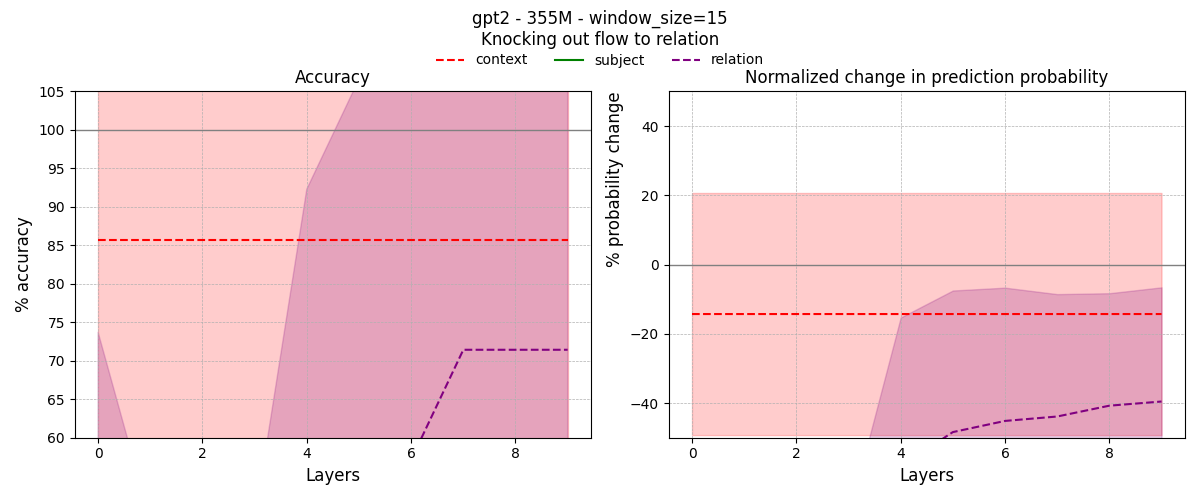 gpt2 - 355M - window_size=15
Knocking out flow to relation
context subject relation
Accuracy
105
100
95
90
85
80
75
70
65
60
% accuracy
0 2 4 6 8
Layers
Normalized change in prediction probability
40
20
0
−20
−40
% probability change
0 2 4 6 8
Layers